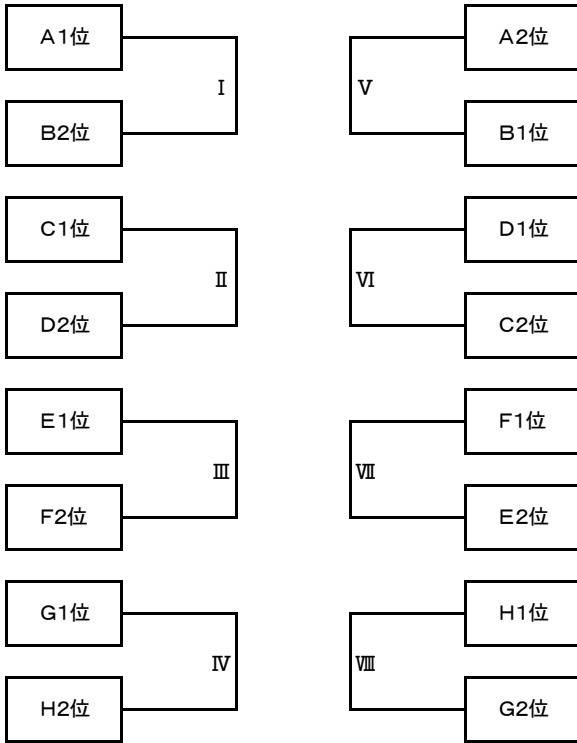 A1位
I
B2位
C1位
Ⅱ
D2位
E1位
Ⅲ
F2位
G1位
Ⅳ
H2位
A2位
Ⅴ
B1位
D1位
Ⅵ
C2位
F1位
Ⅶ
E2位
H1位
Ⅷ
G2位